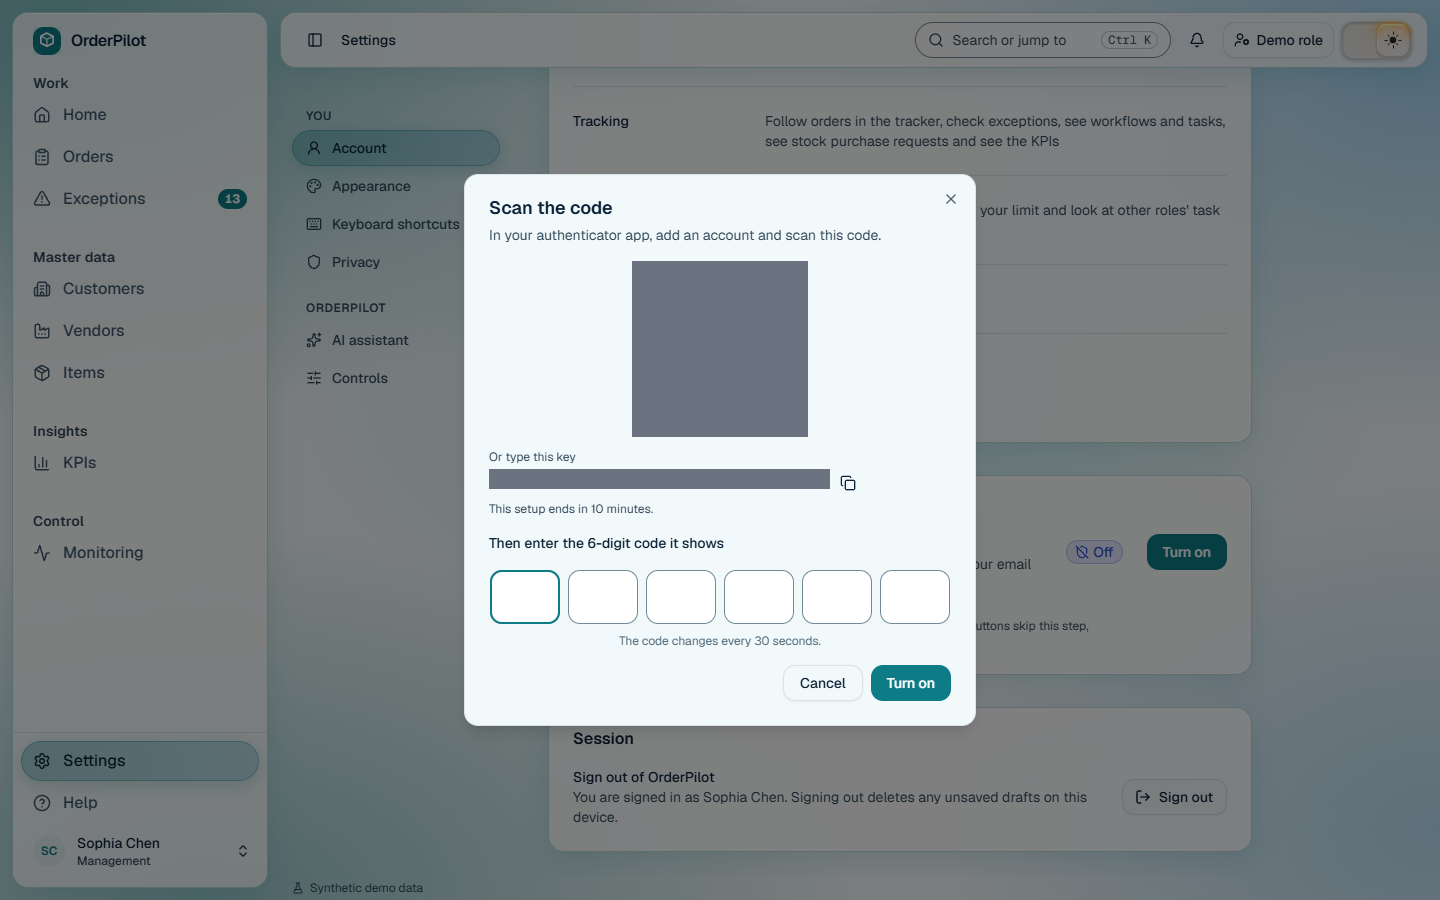 OrderPilot
Work
Home
Orders
Exceptions
13
Master data
Customers
Vendors
Items
Insights
KPIs
Control
Monitoring
Settings
Help
SC
Sophia Chen
Management
Settings
Search or jump to
Ctrl K
Demo role
YOU
Account
Appearance
Keyboard shortcuts
Privacy
ORDERPILOT
AI assistant
Controls
Tracking
Follow orders in the tracker, check exceptions, see workflows and tasks,
see stock purchase requests and see the KPIs
your limit and look at other roles' task
Scan the code
In your authenticator app, add an account and scan this code.
Or type this key
This setup ends in 10 minutes.
Then enter the 6-digit code it shows
The code changes every 30 seconds.
Cancel
Turn on
Off
Turn on
our email
uttons skip this step,
Session
Sign out of OrderPilot
You are signed in as Sophia Chen. Signing out deletes any unsaved drafts on this
device.
Sign out
Synthetic demo data